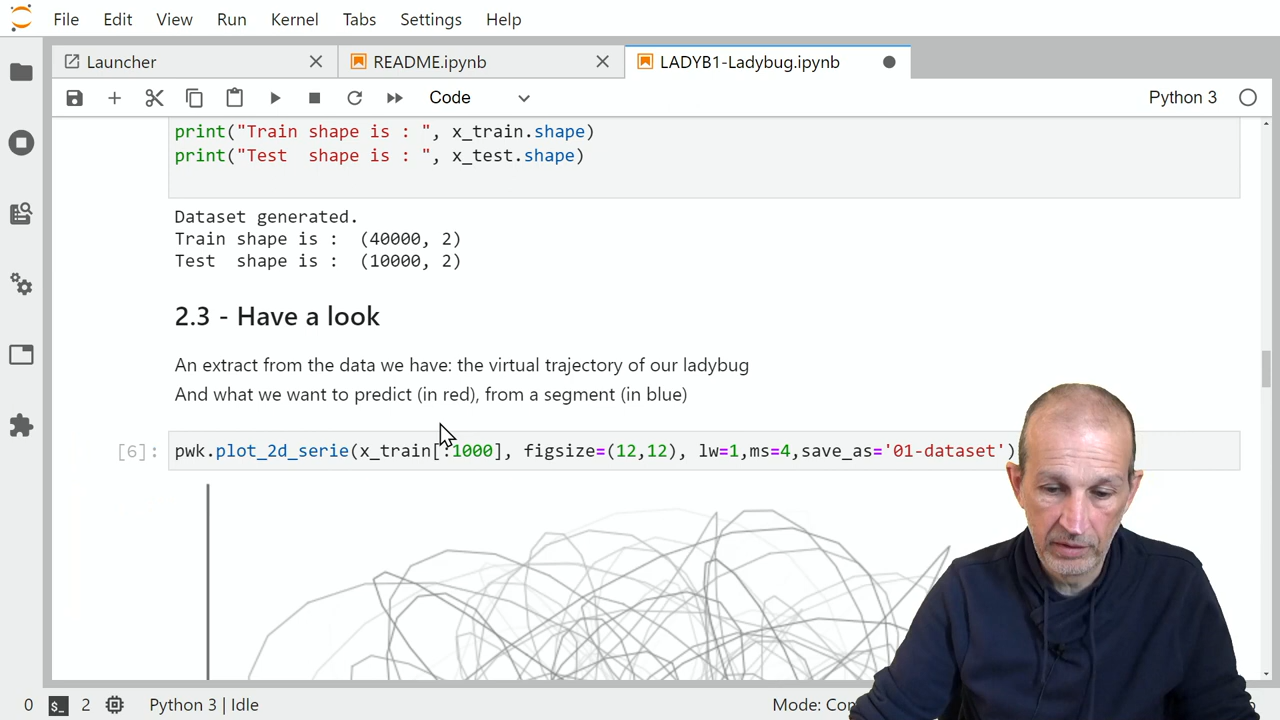 File Edit View Run Kernel Tabs Settings Help
Launcher README.ipynb LADYB1-Ladybug.ipynb
Code Python 3
print("Train shape is : ", x_train.shape)
print("Test  shape is : ", x_test.shape)
Dataset generated.
Train shape is :  (40000, 2)
Test  shape is :  (10000, 2)
2.3 - Have a look
An extract from the data we have: the virtual trajectory of our ladybug
And what we want to predict (in red), from a segment (in blue)
[6]: pwk.plot_2d_serie(x_train[:1000], figsize=(12,12), lw=1,ms=4,save_as='01-dataset')
0 $_ 2 Python 3 | Idle Mode: